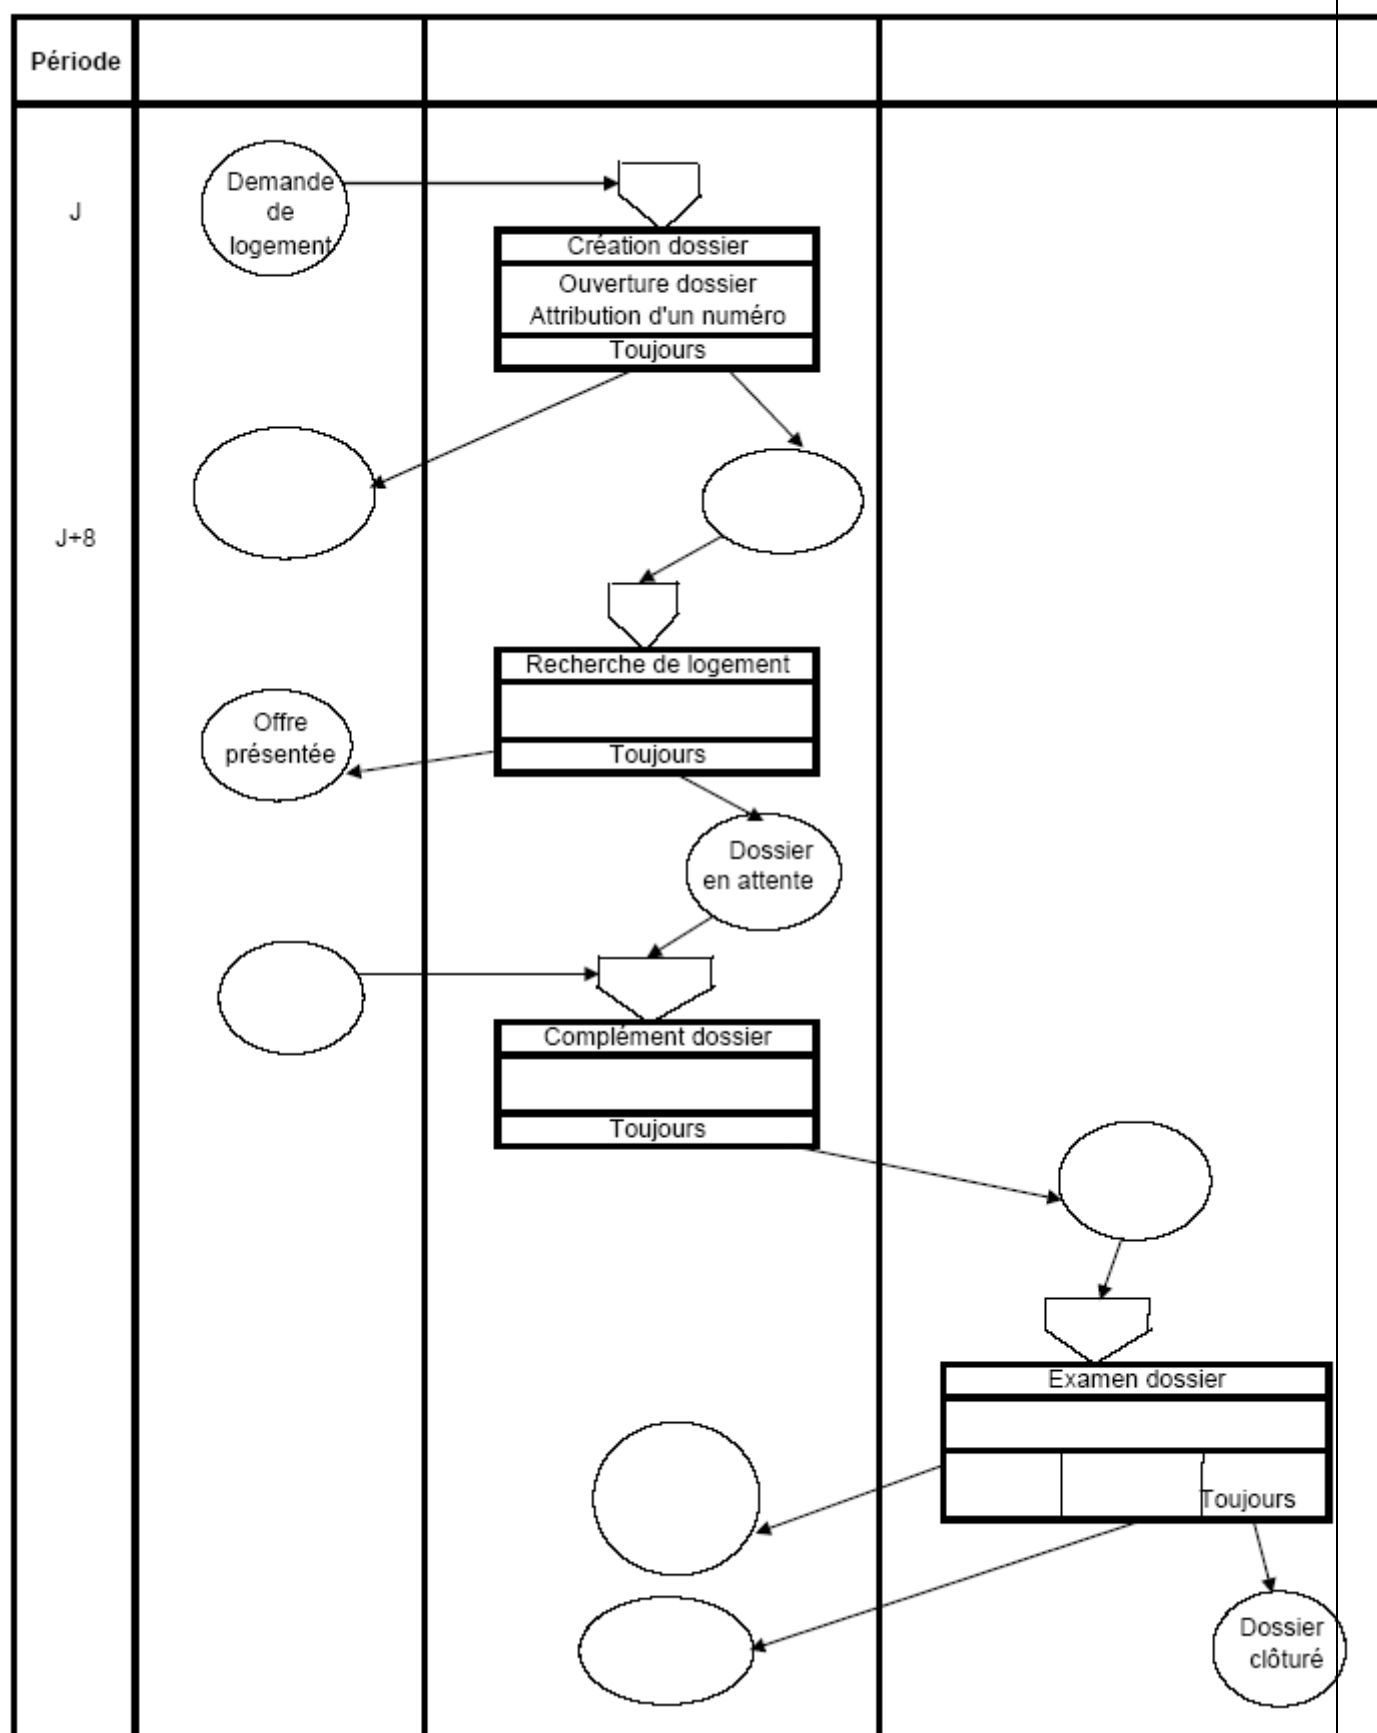 Période
J
Demande
de
logement
Création dossier
Ouverture dossier
Attribution d'un numéro
Toujours
J+8
Recherche de logement
Toujours
Offre
présentée
Dossier
en attente
Complément dossier
Toujours
Examen dossier
Toujours
Dossier
clôturé